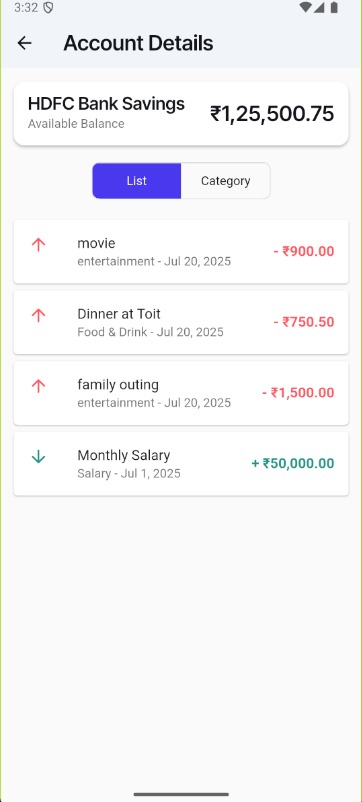 3:32
Account Details
HDFC Bank Savings
₹1,25,500.75
Available Balance
List
Category
movie
entertainment - Jul 20, 2025
- ₹900.00
Dinner at Toit
Food & Drink - Jul 20, 2025
- ₹750.50
family outing
entertainment - Jul 20, 2025
- ₹1,500.00
Monthly Salary
Salary - Jul 1, 2025
+ ₹50,000.00